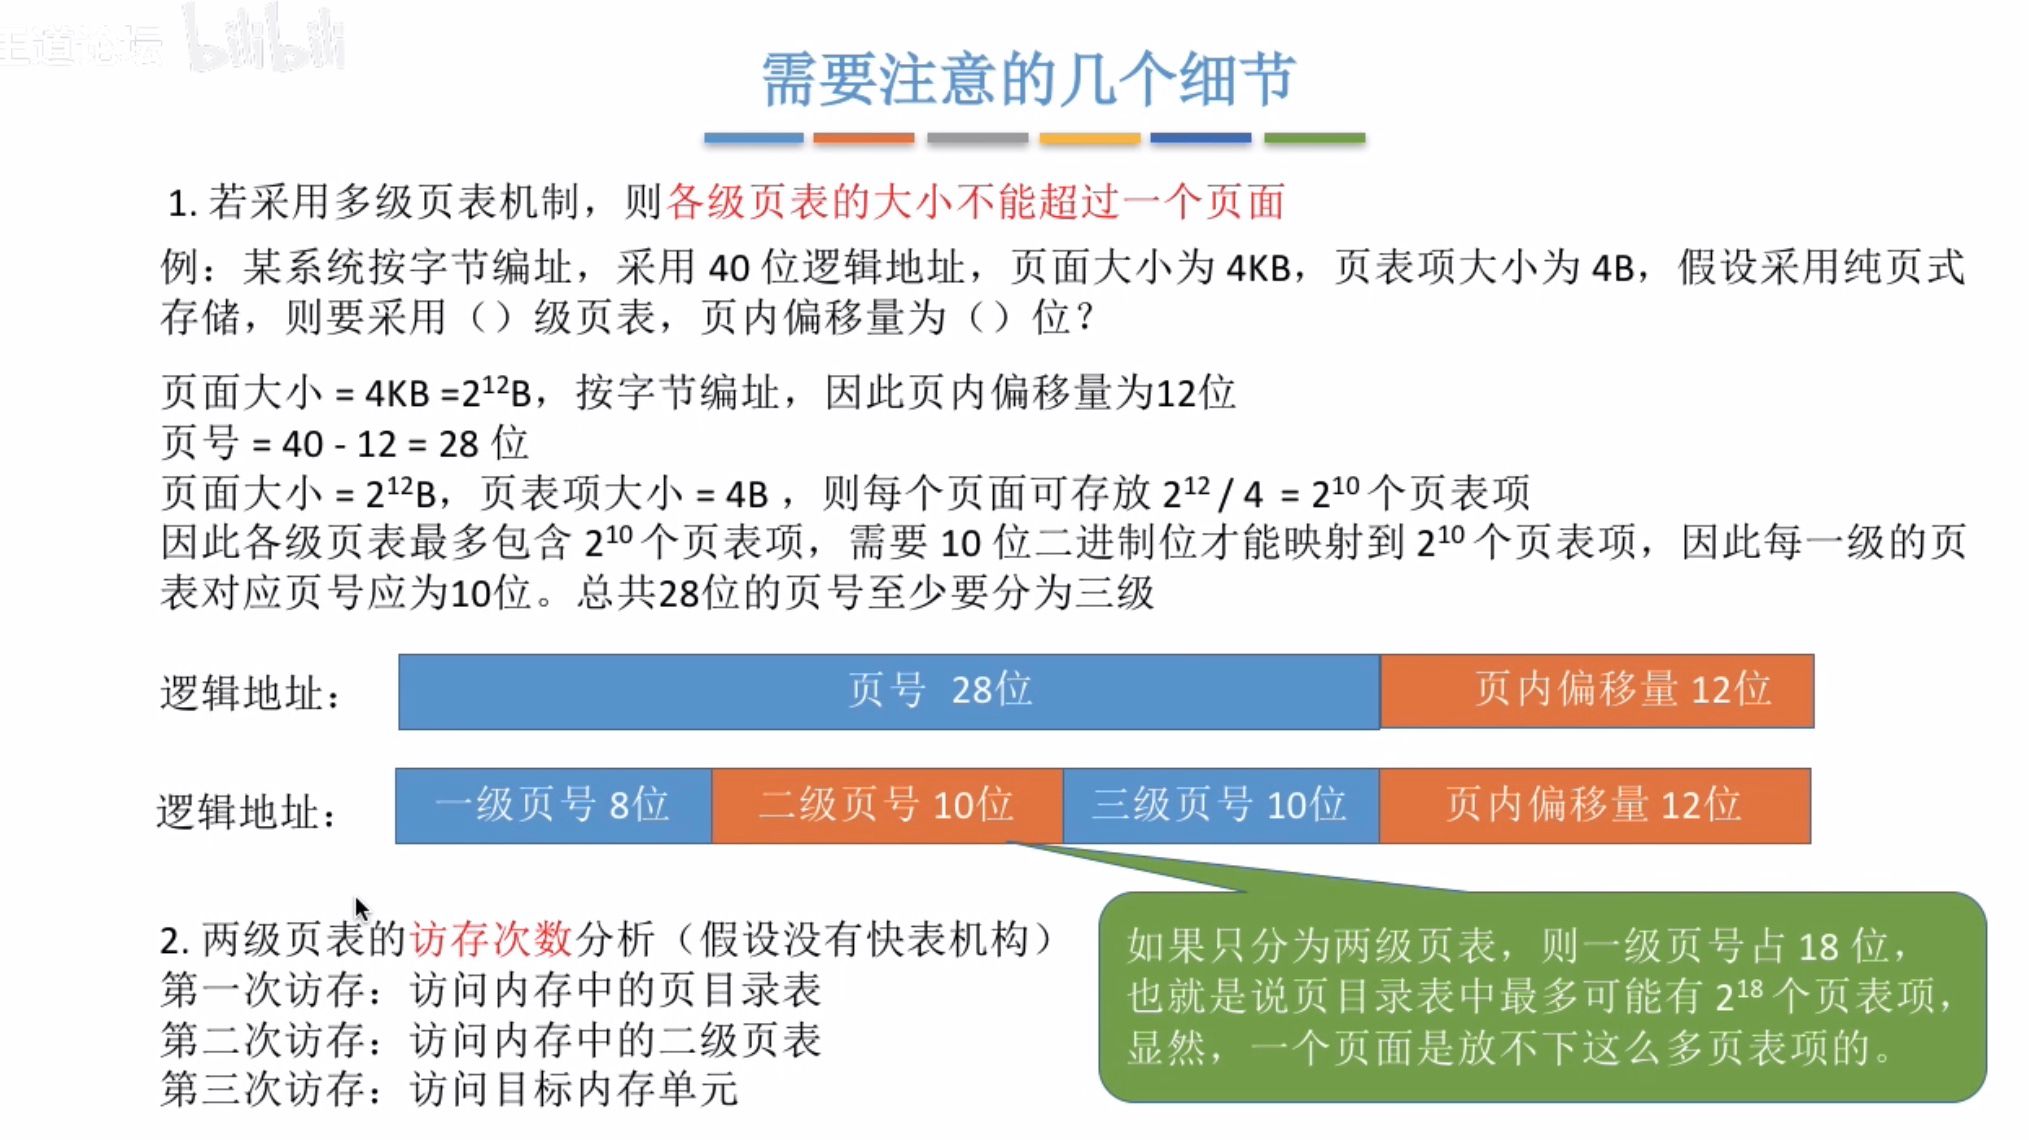 王道论坛 bilibili
需要注意的几个细节
1. 若采用多级页表机制，则各级页表的大小不能超过一个页面
例：某系统按字节编址，采用 40 位逻辑地址，页面大小为 4KB，页表项大小为 4B，假设采用纯页式
存储，则要采用（）级页表，页内偏移量为（）位？
页面大小 = 4KB =2¹²B，按字节编址，因此页内偏移量为12位
页号 = 40 - 12 = 28 位
页面大小 = 2¹²B，页表项大小 = 4B ，则每个页面可存放 2¹² / 4 = 2¹⁰ 个页表项
因此各级页表最多包含 2¹⁰ 个页表项，需要 10 位二进制位才能映射到 2¹⁰ 个页表项，因此每一级的页
表对应页号应为10位。总共28位的页号至少要分为三级
逻辑地址： 页号 28位 页内偏移量 12位
逻辑地址： 一级页号 8位 二级页号 10位 三级页号 10位 页内偏移量 12位
2. 两级页表的访存次数分析（假设没有快表机构）
第一次访存：访问内存中的页目录表
第二次访存：访问内存中的二级页表
第三次访存：访问目标内存单元
如果只分为两级页表，则一级页号占 18 位，
也就是说页目录表中最多可能有 2¹⁸ 个页表项，
显然，一个页面是放不下这么多页表项的。